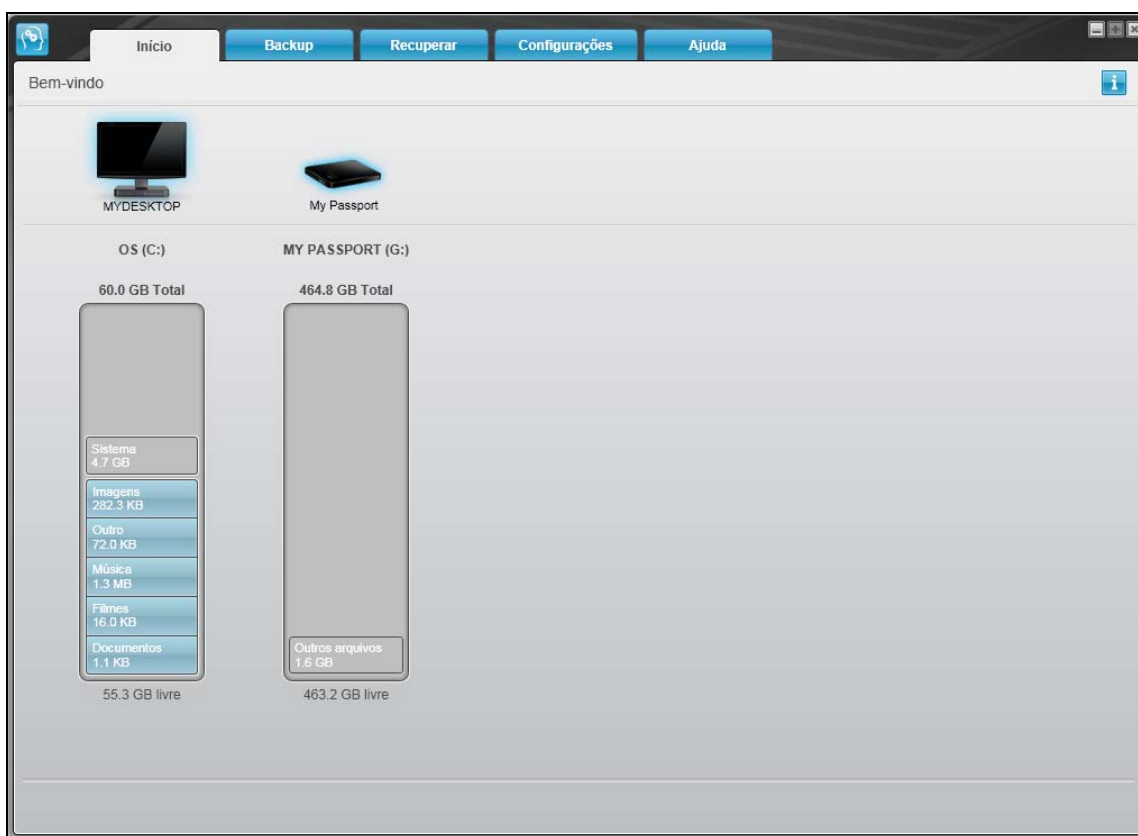 Início
Backup
Recuperar
Configurações
Ajuda
Bem-vindo
MYDESKTOP
My Passport
OS (C:)
MY PASSPORT (G:)
60.0 GB Total
464.8 GB Total
Sistema
4.7 GB
Imagens
282.3 KB
Outro
72.0 KB
Música
1.3 MB
Filmes
16.0 KB
Documentos
1.1 KB
Outros arquivos
1.6 GB
55.3 GB livre
463.2 GB livre